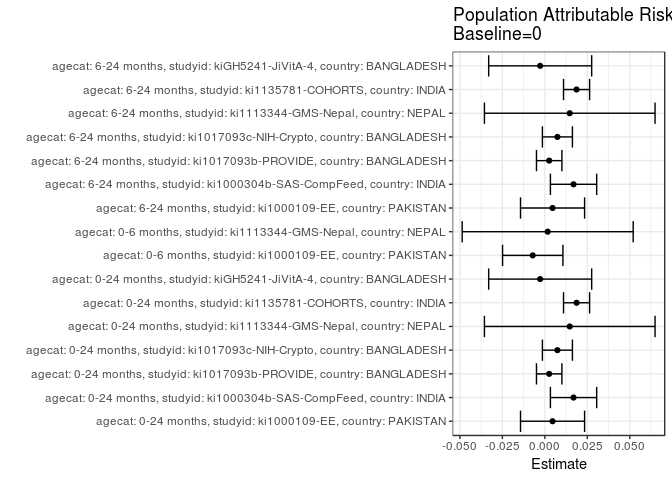 Population Attributable Risk
Baseline=0
agecat: 6-24 months, studyid: kiGH5241-JiVitA-4, country: BANGLADESH
agecat: 6-24 months, studyid: ki1135781-COHORTS, country: INDIA
agecat: 6-24 months, studyid: ki1113344-GMS-Nepal, country: NEPAL
agecat: 6-24 months, studyid: ki1017093c-NIH-Crypto, country: BANGLADESH
agecat: 6-24 months, studyid: ki1017093b-PROVIDE, country: BANGLADESH
agecat: 6-24 months, studyid: ki1000304b-SAS-CompFeed, country: INDIA
agecat: 6-24 months, studyid: ki1000109-EE, country: PAKISTAN
agecat: 0-6 months, studyid: ki1113344-GMS-Nepal, country: NEPAL
agecat: 0-6 months, studyid: ki1000109-EE, country: PAKISTAN
agecat: 0-24 months, studyid: kiGH5241-JiVitA-4, country: BANGLADESH
agecat: 0-24 months, studyid: ki1135781-COHORTS, country: INDIA
agecat: 0-24 months, studyid: ki1113344-GMS-Nepal, country: NEPAL
agecat: 0-24 months, studyid: ki1017093c-NIH-Crypto, country: BANGLADESH
agecat: 0-24 months, studyid: ki1017093b-PROVIDE, country: BANGLADESH
agecat: 0-24 months, studyid: ki1000304b-SAS-CompFeed, country: INDIA
agecat: 0-24 months, studyid: ki1000109-EE, country: PAKISTAN
-0.050 -0.025 0.000 0.025 0.050
Estimate